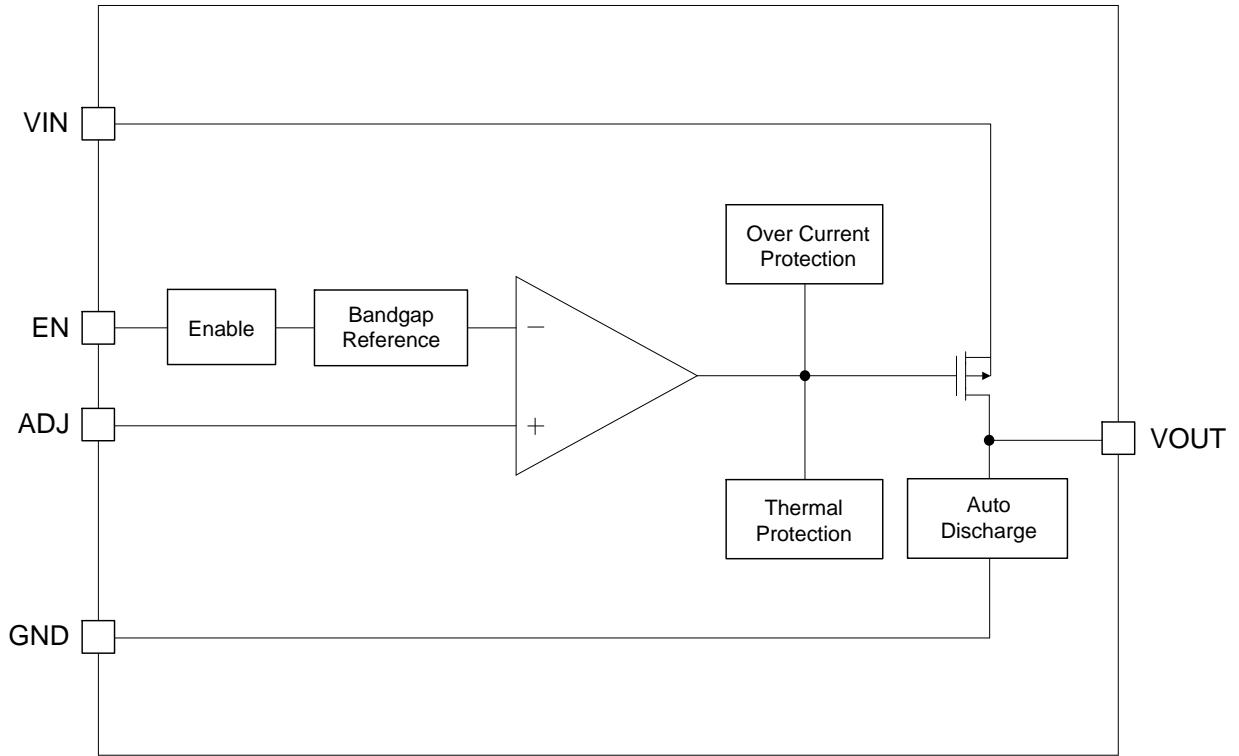 VIN
Over Current
Protection
EN
Enable
Bandgap
Reference
−
ADJ
+
VOUT
Thermal
Protection
Auto
Discharge
GND